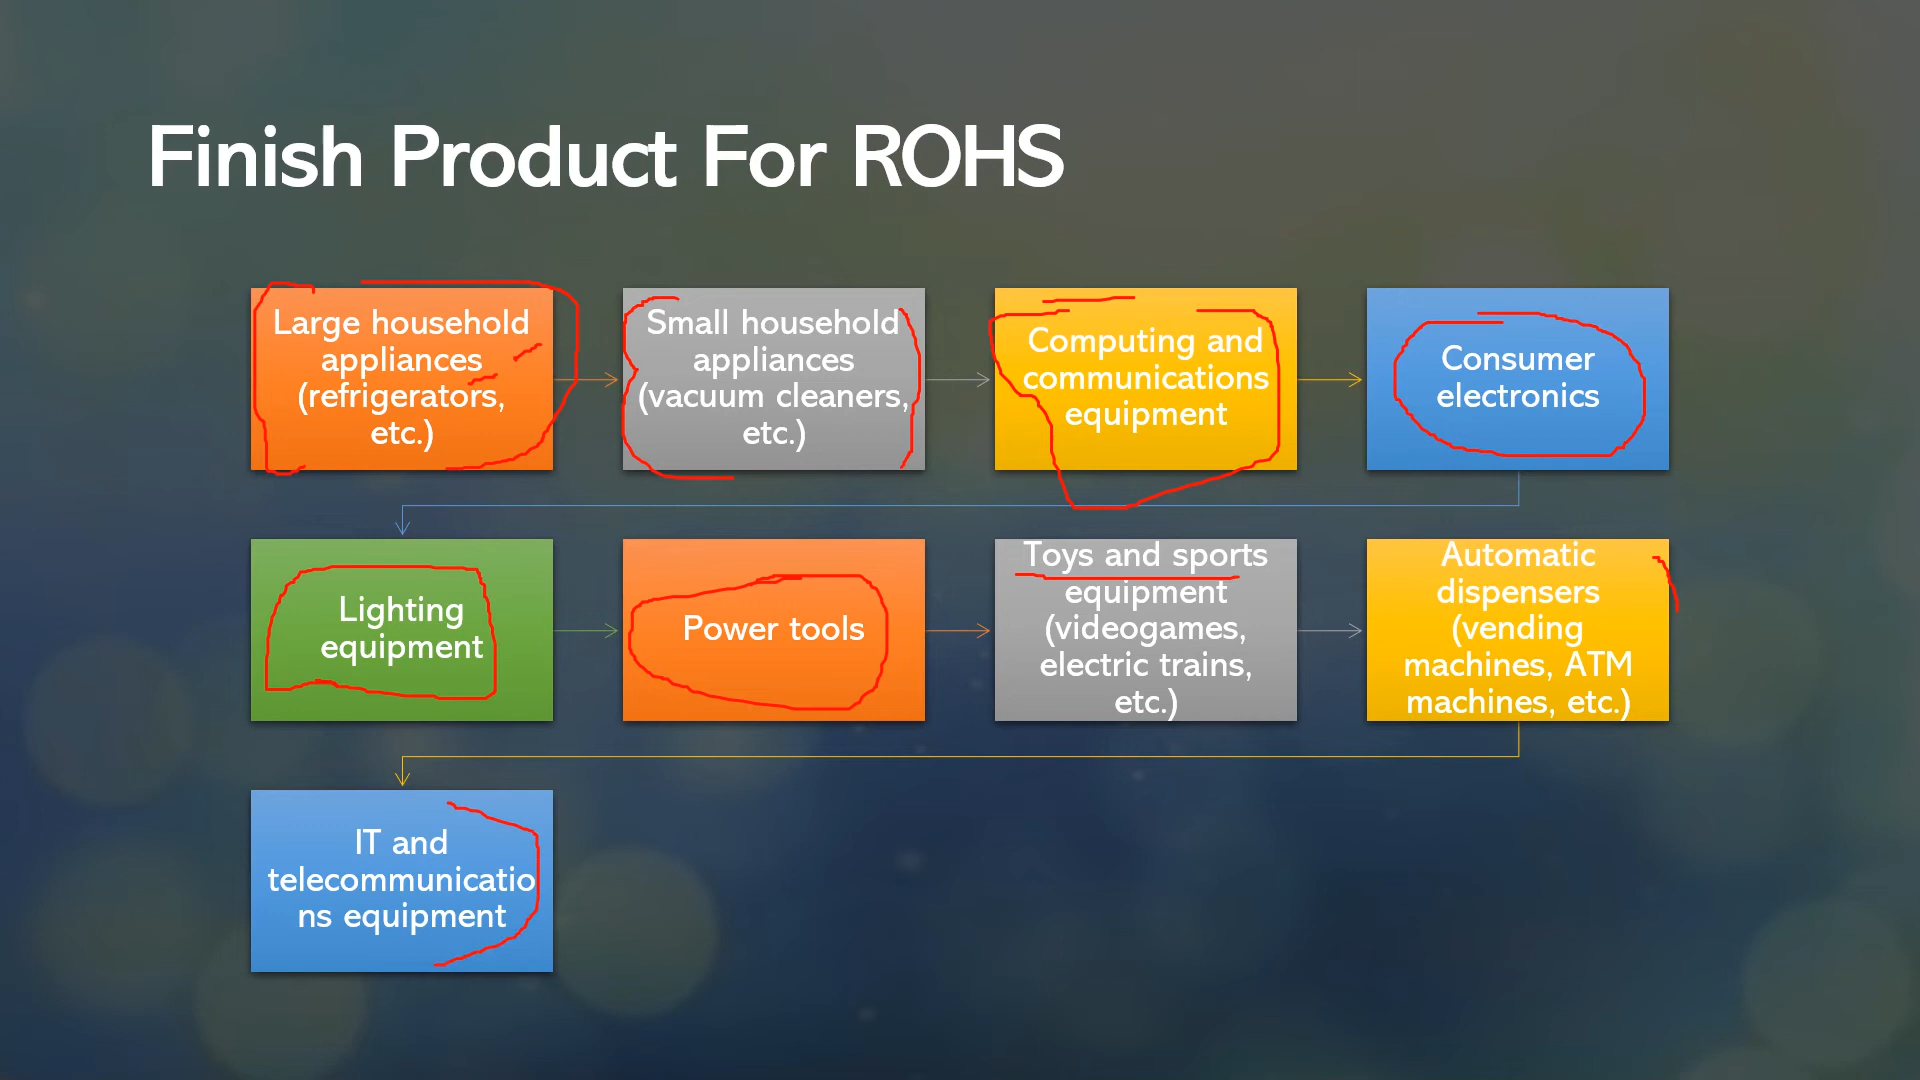 Finish Product For ROHS
Large household
appliances
(refrigerators,
etc.)
Small household
appliances
(vacuum cleaners,
etc.)
Computing and
communications
equipment
Consumer
electronics
Lighting
equipment
Power tools
Toys and sports
equipment
(videogames,
electric trains,
etc.)
Automatic
dispensers
(vending
machines, ATM
machines, etc.)
IT and
telecommunicatio
ns equipment